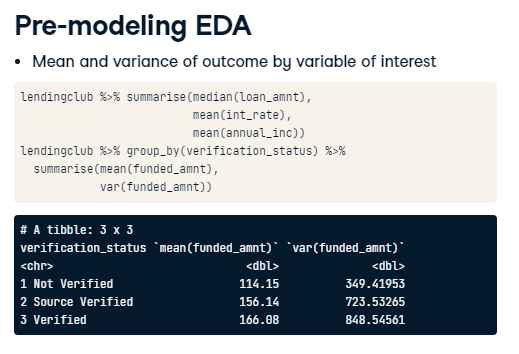 Pre-modeling EDA
• Mean and variance of outcome by variable of interest
lendingclub %>% summarise(median(loan_amnt),
mean(int_rate),
mean(annual_inc))
lendingclub %>% group_by(verification_status) %>%
summarise(mean(funded_amnt),
var(funded_amnt))
# A tibble: 3 x 3
verification_status `mean(funded_amnt)` `var(funded_amnt)`
<chr> <dbl> <dbl>
1 Not Verified 114.15 349.41953
2 Source Verified 156.14 723.53265
3 Verified 166.08 848.54561